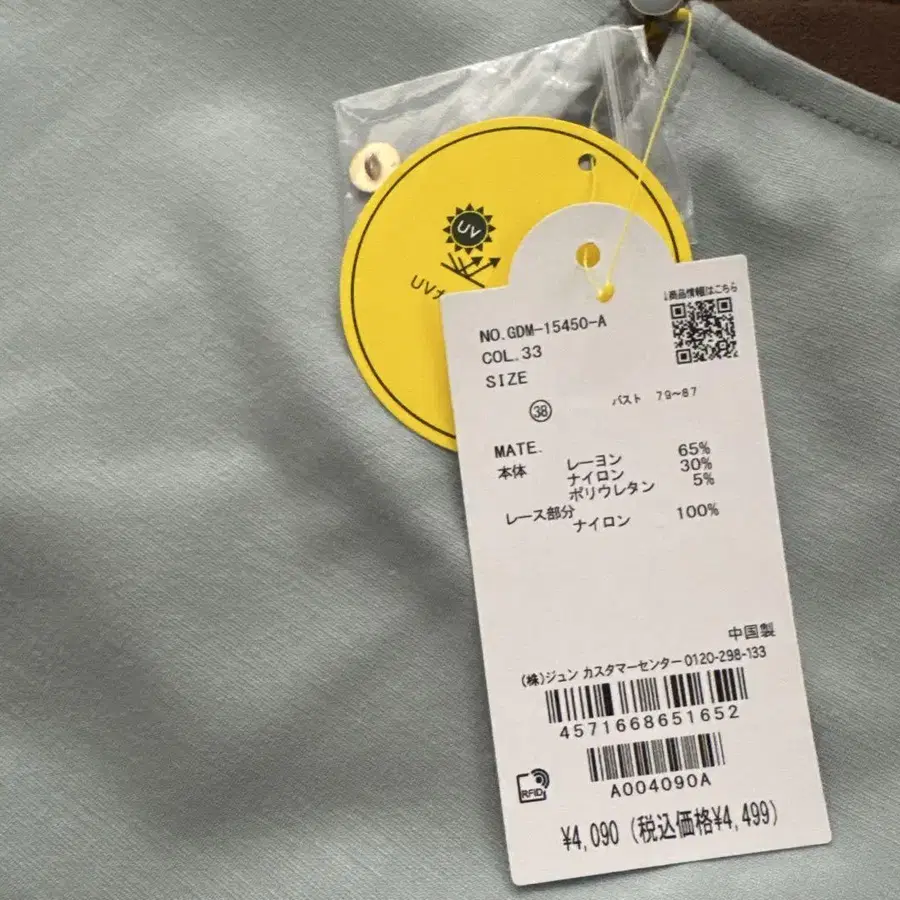 UV
UV
↓商品情報はこちら
NO.GDM-15450-A
COL.33
SIZE
38 バスト 79~87
MATE.
本体 レーヨン 65%
ナイロン 30%
ポリウレタン 5%
レース部分 ナイロン 100%
中国製
(株)ジュン カスタマーセンター 0120-298-133
4571668651652
A004090A
RFID
¥4,090 (税込価格¥4,499)